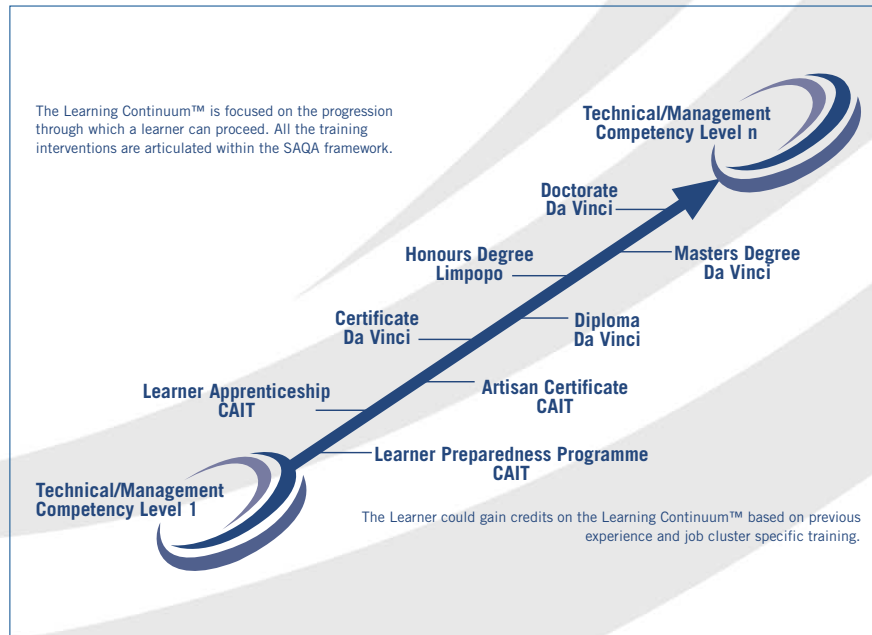 The Learning Continuum™ is focused on the progression
through which a learner can proceed. All the training
interventions are articulated within the SAQA framework.
Technical/Management
Competency Level n
Doctorate
Da Vinci
Honours Degree
Limpopo
Masters Degree
Da Vinci
Certificate
Da Vinci
Diploma
Da Vinci
Learner Apprenticeship
CAIT
Artisan Certificate
CAIT
Learner Preparedness Programme
CAIT
Technical/Management
Competency Level 1
The Learner could gain credits on the Learning Continuum™ based on previous
experience and job cluster specific training.